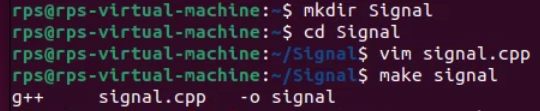 rps@rps-virtual-machine:~$ mkdir Signal
rps@rps-virtual-machine:~$ cd Signal
rps@rps-virtual-machine:~/Signal$ vim signal.cpp
rps@rps-virtual-machine:~/Signal$ make signal
g++     signal.cpp   -o signal